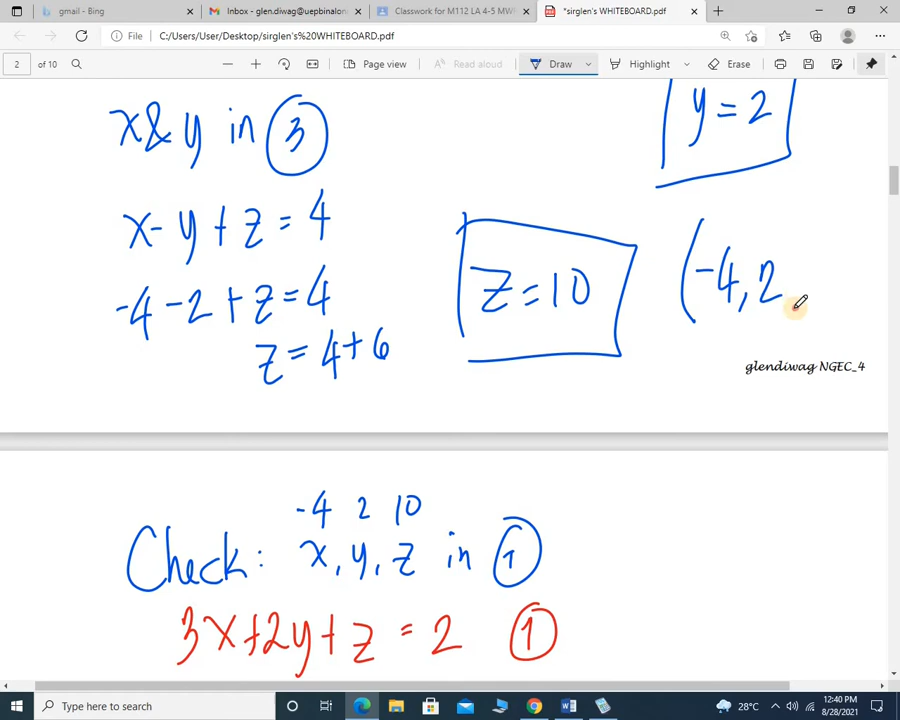 gmail - Bing
Inbox - glen.diwag@uepbinalon
Classwork for M112 LA 4-5 MW
*sirglen's WHITEBOARD.pdf
File C:/Users/User/Desktop/sirglen's%20WHITEBOARD.pdf
2 of 10 Page view Read aloud Draw Highlight Erase
x&y in 3
y = 2
x - y + z = 4
-4 - 2 + z = 4
z = 4 + 6
z = 10
(-4, 2
glendiwag NGEC_4
-4 2 10
Check: x, y, z in 1
3x + 2y + z = 2 1
Type here to search
28°C
12:40 PM
8/28/2021